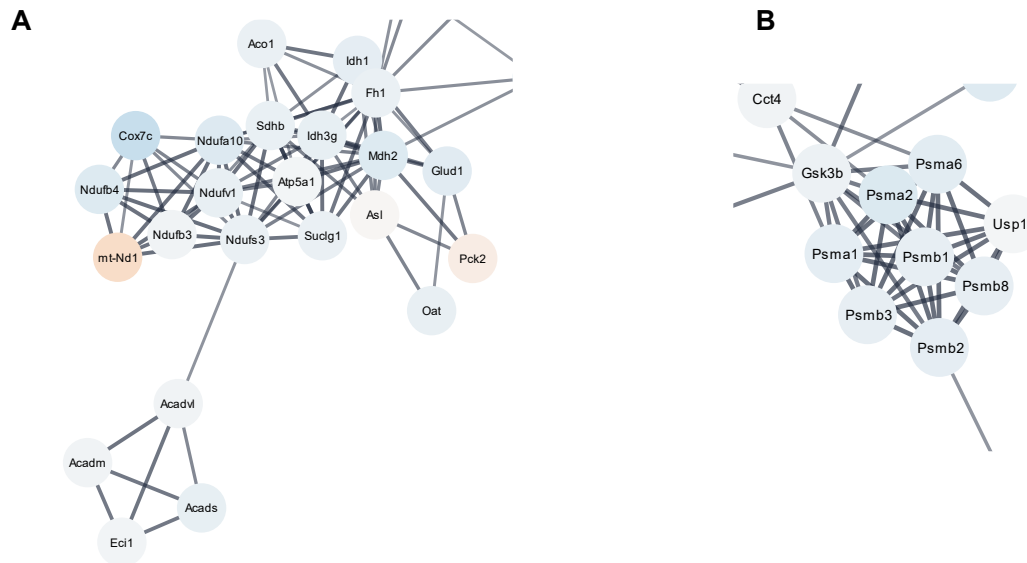 A
B
Aco1
Idh1
Fh1
Cox7c
Ndufa10
Sdhb
Idh3g
Mdh2
Glud1
Ndufb4
Ndufv1
Atp5a1
Asl
Ndufb3
Ndufs3
Suclg1
mt-Nd1
Pck2
Oat
Acadvl
Acadm
Acads
Eci1
Cct4
Gsk3b
Psma6
Psma2
Usp1
Psma1
Psmb1
Psmb8
Psmb3
Psmb2